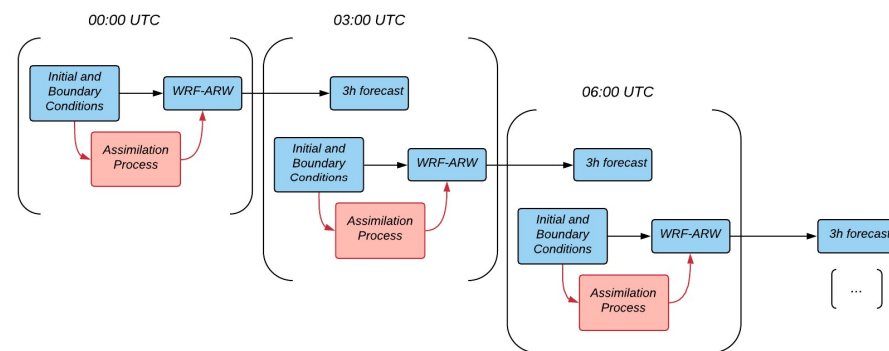 00:00 UTC
03:00 UTC
Initial and
Boundary
Conditions
WRF-ARW
3h forecast
Assimilation
Process
06:00 UTC
Initial and
Boundary
Conditions
WRF-ARW
3h forecast
Assimilation
Process
Initial and
Boundary
Conditions
WRF-ARW
3h forecast
Assimilation
Process
...